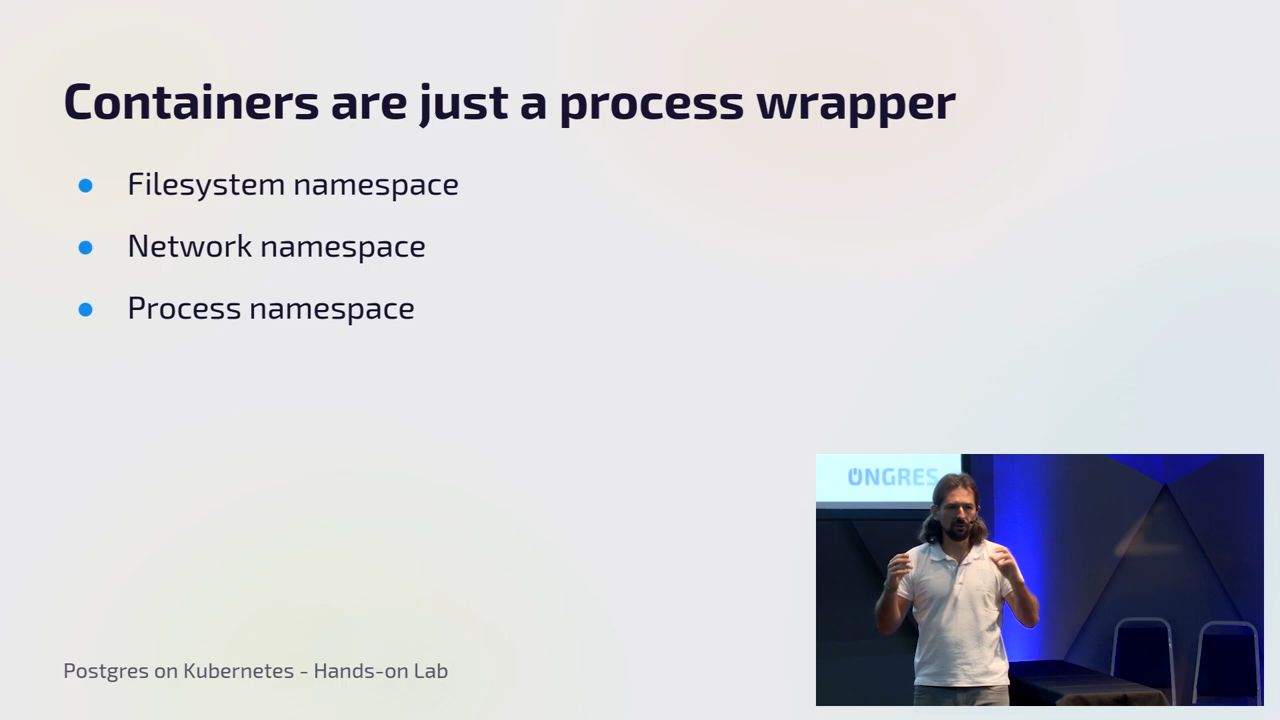 Containers are just a process wrapper
● Filesystem namespace
● Network namespace
● Process namespace
ONGRES
Postgres on Kubernetes - Hands-on Lab